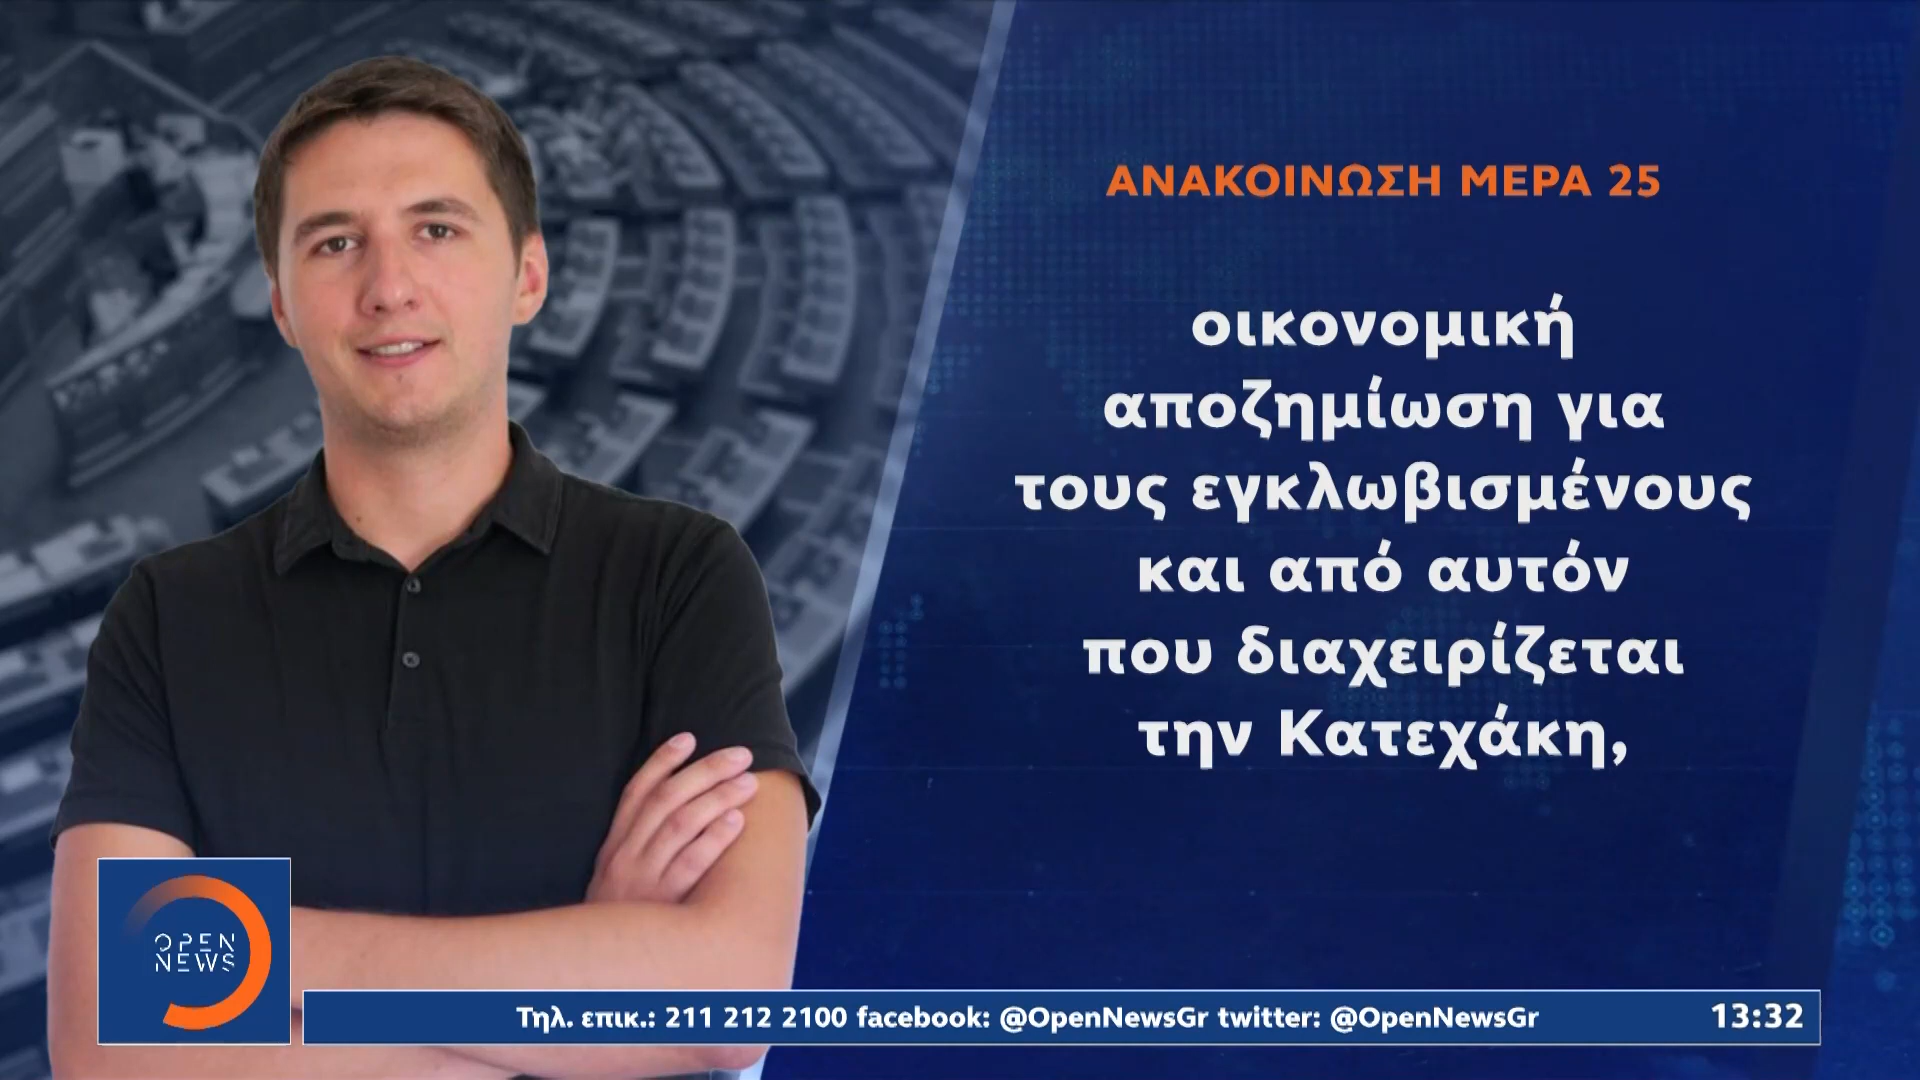 ΑΝΑΚΟΙΝΩΣΗ ΜΕΡΑ 25
οικονομική
αποζημίωση για
τους εγκλωβισμένους
και από αυτόν
που διαχειρίζεται
την Κατεχάκη,
OPEN
NEWS
Τηλ. επικ.: 211 212 2100 facebook: @OpenNewsGr twitter: @OpenNewsGr
13:32